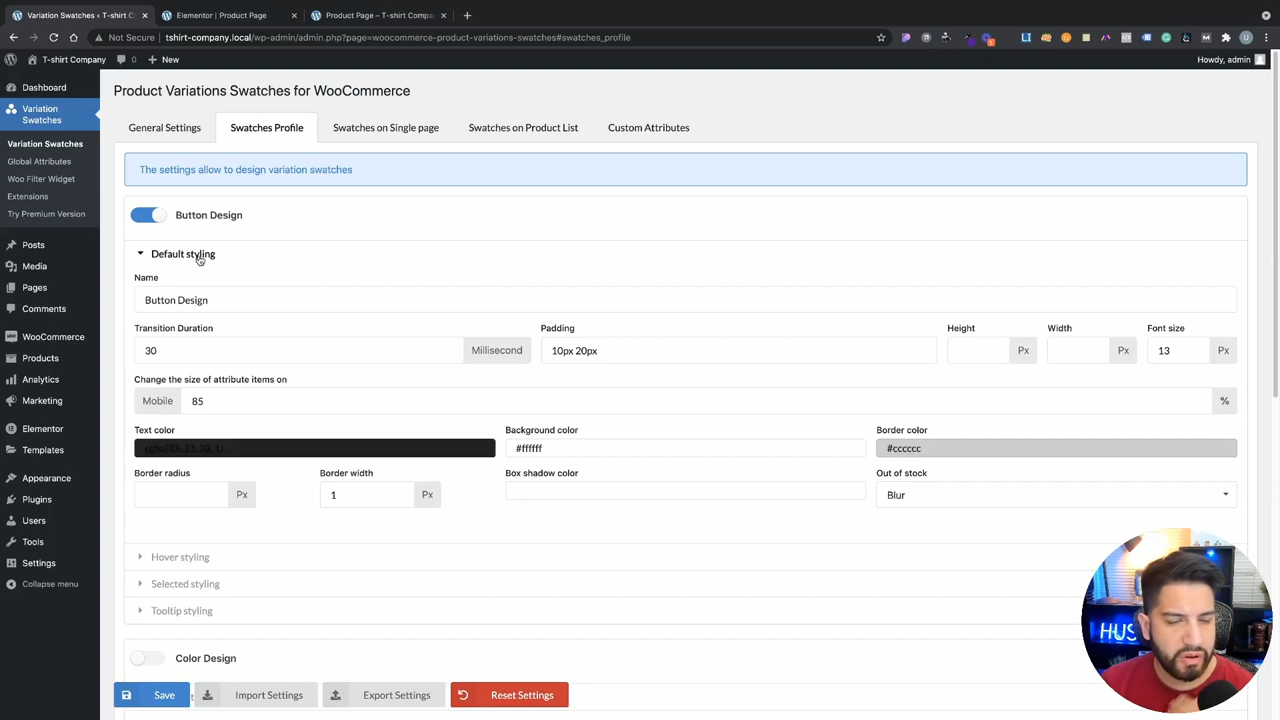 Variation Swatches ‹ T-shirt C
Elementor | Product Page
Product Page – T-shirt Compa
Not Secure | tshirt-company.local/wp-admin/admin.php?page=woocommerce-product-variations-swatches#swatches_profile
T-shirt Company 0 New
Howdy, admin
Dashboard
Variation
Swatches
Variation Swatches
Global Attributes
Woo Filter Widget
Extensions
Try Premium Version
Posts
Media
Pages
Comments
WooCommerce
Products
Analytics
Marketing
Elementor
Templates
Appearance
Plugins
Users
Tools
Settings
Collapse menu
Product Variations Swatches for WooCommerce
General Settings Swatches Profile Swatches on Single page Swatches on Product List Custom Attributes
The settings allow to design variation swatches
Button Design
Default styling
Name
Button Design
Transition Duration Padding Height Width Font size
30 Millisecond 10px 20px Px Px 13 Px
Change the size of attribute items on
Mobile 85 %
Text color Background color Border color
rgba(33, 33, 33, 1) #ffffff #cccccc
Border radius Border width Box shadow color Out of stock
Px 1 Px Blur
Hover styling
Selected styling
Tooltip styling
Color Design
Save Import Settings Export Settings Reset Settings
HUS